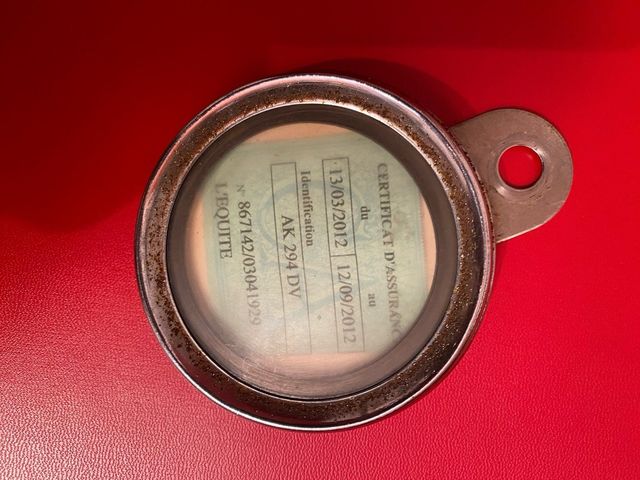 CERTIFICAT D'ASSURANC
du au
13/03/2012 12/09/2012
Identification
AK 294 DV
N° 867142/03041929
L'EQUITE